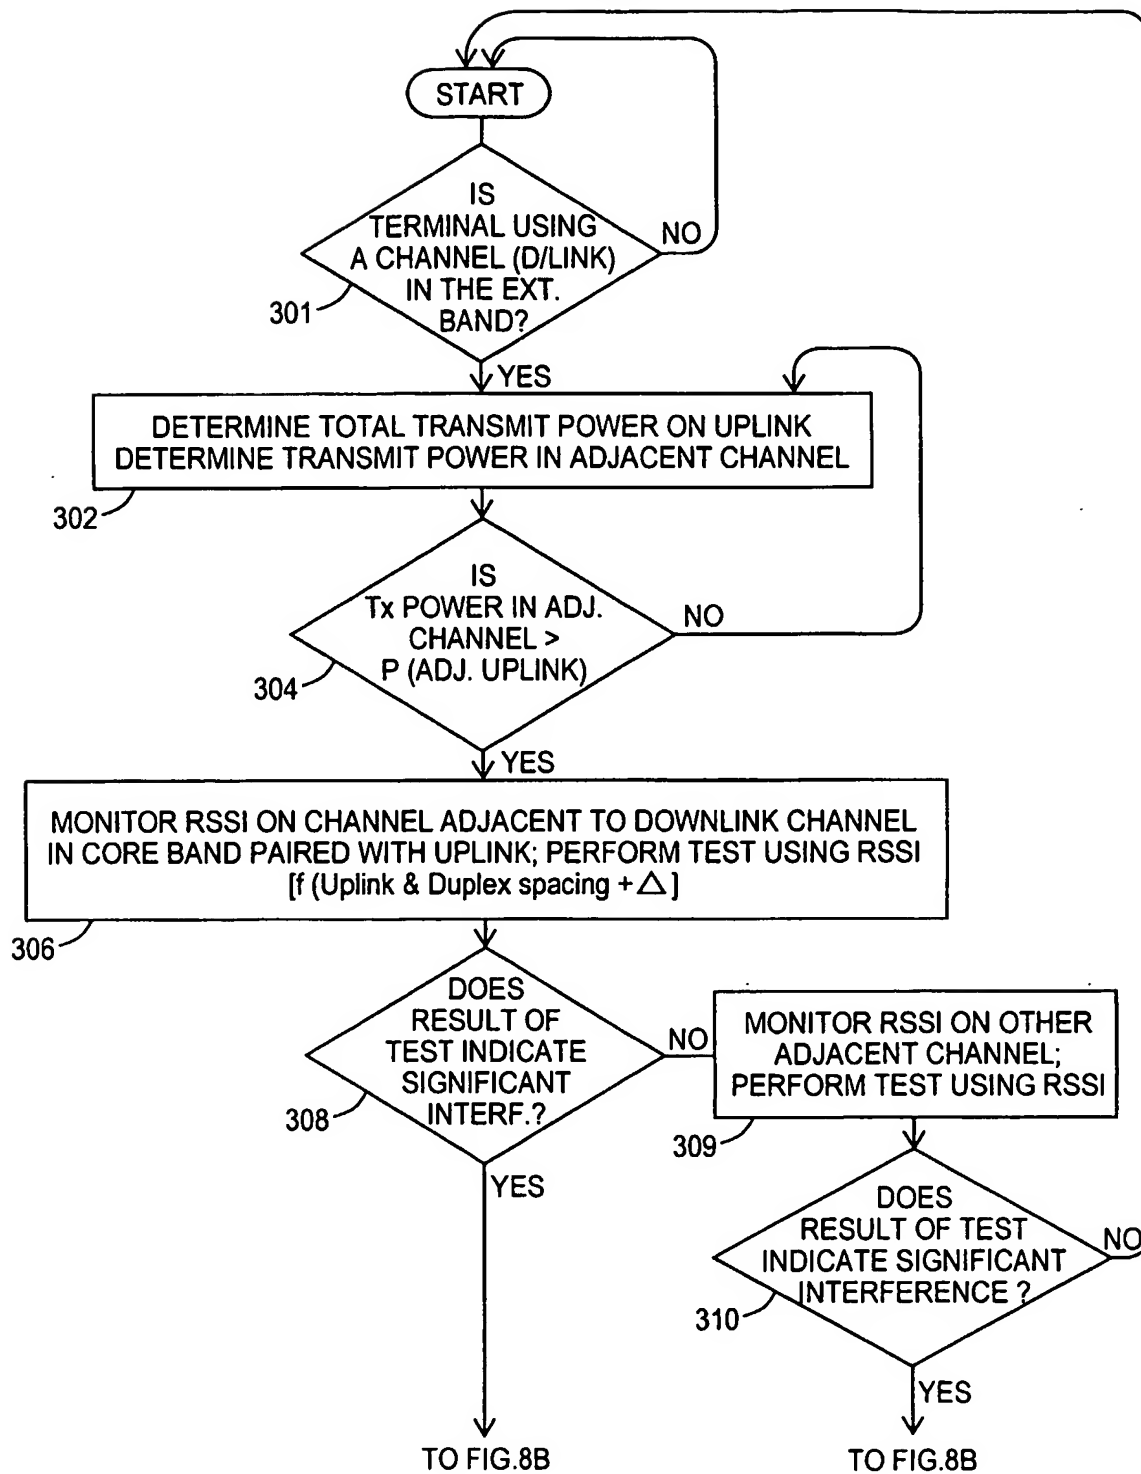 START
IS
TERMINAL USING
A CHANNEL (D/LINK)
IN THE EXT.
BAND?
NO
301
YES
DETERMINE TOTAL TRANSMIT POWER ON UPLINK
DETERMINE TRANSMIT POWER IN ADJACENT CHANNEL
302
IS
Tx POWER IN ADJ.
CHANNEL >
P (ADJ. UPLINK)
NO
304
YES
MONITOR RSSI ON CHANNEL ADJACENT TO DOWNLINK CHANNEL
IN CORE BAND PAIRED WITH UPLINK; PERFORM TEST USING RSSI
[f (Uplink & Duplex spacing + △ ]
306
DOES
RESULT OF
TEST INDICATE
SIGNIFICANT
INTERF.?
NO
308
YES
MONITOR RSSI ON OTHER
ADJACENT CHANNEL;
PERFORM TEST USING RSSI
309
DOES
RESULT OF TEST
INDICATE SIGNIFICANT
INTERFERENCE ?
NO
310
YES
TO FIG.8B
TO FIG.8B